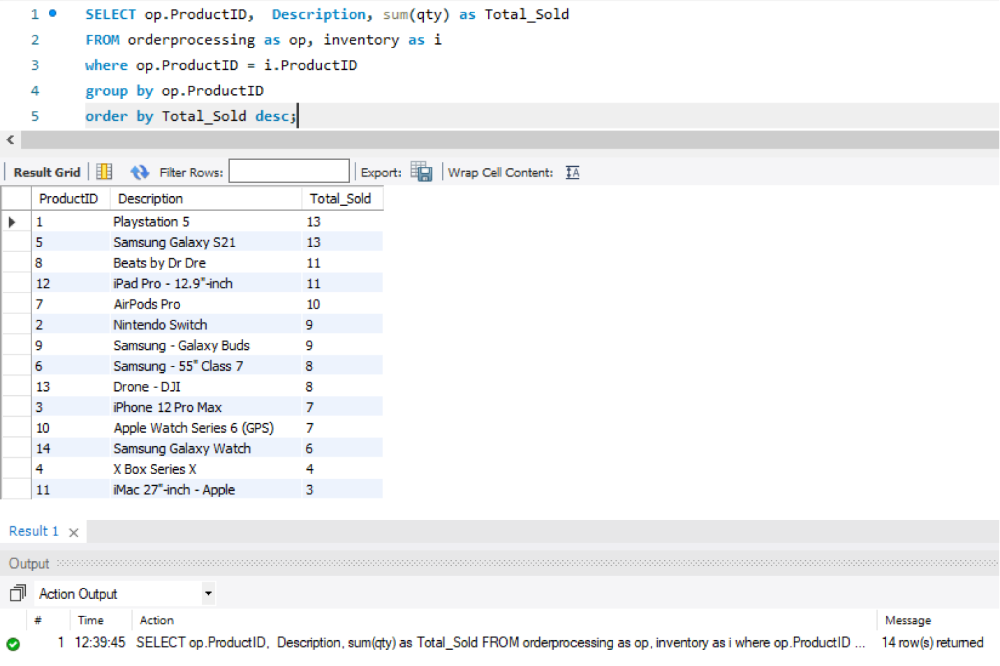 1 SELECT op.ProductID,  Description, sum(qty) as Total_Sold
2 FROM orderprocessing as op, inventory as i
3 where op.ProductID = i.ProductID
4 group by op.ProductID
5 order by Total_Sold desc;
Result Grid Filter Rows: Export: Wrap Cell Content:
ProductID Description Total_Sold
1 Playstation 5 13
5 Samsung Galaxy S21 13
8 Beats by Dr Dre 11
12 iPad Pro - 12.9"-inch 11
7 AirPods Pro 10
2 Nintendo Switch 9
9 Samsung - Galaxy Buds 9
6 Samsung - 55" Class 7 8
13 Drone - DJI 8
3 iPhone 12 Pro Max 7
10 Apple Watch Series 6 (GPS) 7
14 Samsung Galaxy Watch 6
4 X Box Series X 4
11 iMac 27"-inch - Apple 3
Result 1
Output
Action Output
# Time Action Message
1 12:39:45 SELECT op.ProductID,  Description, sum(qty) as Total_Sold FROM orderprocessing as op, inventory as i where op.ProductID ... 14 row(s) returned